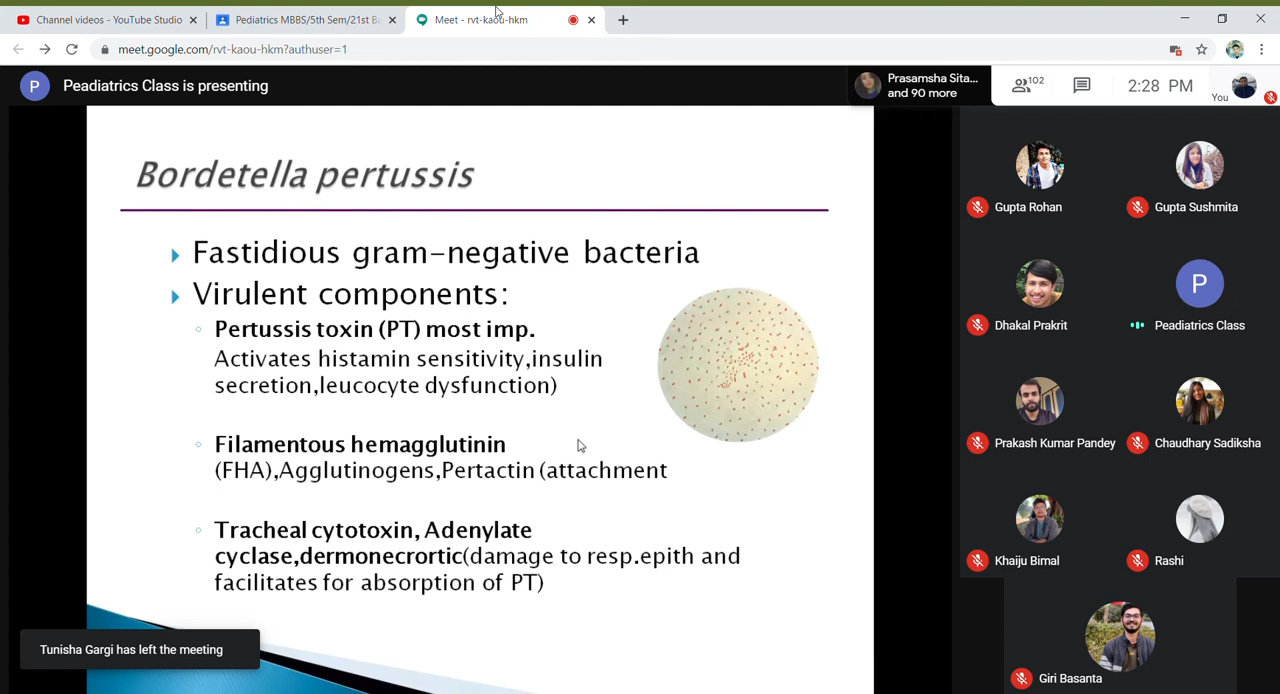 Channel videos - YouTube Studio
Pediatrics MBBS/5th Sem/21st Ba
Meet - rvt-kaou-hkm
meet.google.com/rvt-kaou-hkm?authuser=1
P
Peadiatrics Class is presenting
Prasamsha Sita...
and 90 more
102
2:28 PM
You
Bordetella pertussis
Fastidious gram-negative bacteria
Virulent components:
Pertussis toxin (PT) most imp.
Activates histamin sensitivity,insulin
secretion,leucocyte dysfunction)
Filamentous hemagglutinin
(FHA),Agglutinogens,Pertactin (attachment
Tracheal cytotoxin, Adenylate
cyclase,dermonecrortic(damage to resp.epith and
facilitates for absorption of PT)
Tunisha Gargi has left the meeting
Gupta Rohan
Gupta Sushmita
Dhakal Prakrit
P
Peadiatrics Class
Prakash Kumar Pandey
Chaudhary Sadiksha
Khaiju Bimal
Rashi
Giri Basanta